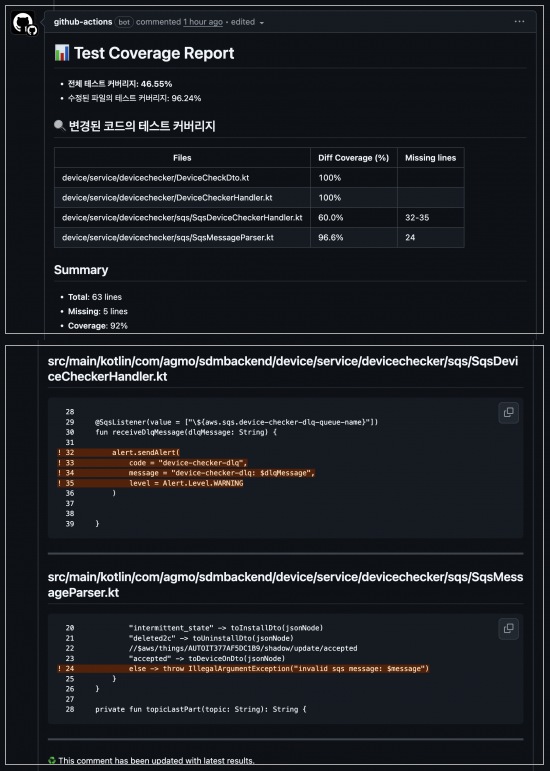 github-actions bot commented 1 hour ago • edited
📊 Test Coverage Report
• 전체 테스트 커버리지: 46.55%
• 수정된 파일의 테스트 커버리지: 96.24%
🔍 변경된 코드의 테스트 커버리지
Files Diff Coverage (%) Missing lines
device/service/devicechecker/DeviceCheckDto.kt 100%
device/service/devicechecker/DeviceCheckerHandler.kt 100%
device/service/devicechecker/sqs/SqsDeviceCheckerHandler.kt 60.0% 32-35
device/service/devicechecker/sqs/SqsMessageParser.kt 96.6% 24
Summary
• Total: 63 lines
• Missing: 5 lines
• Coverage: 92%
src/main/kotlin/com/agmo/sdmbackend/device/service/devicechecker/sqs/SqsDevi
ceCheckerHandler.kt
28
29 @SqsListener(value = ["\${aws.sqs.device-checker-dlq-queue-name}"])
30 fun receiveDlqMessage(dlqMessage: String) {
31
! 32 alert.sendAlert(
! 33 code = "device-checker-dlq",
! 34 message = "device-checker-dlq: $dlqMessage",
! 35 level = Alert.Level.WARNING
36 )
37
38
39 }
src/main/kotlin/com/agmo/sdmbackend/device/service/devicechecker/sqs/SqsMess
ageParser.kt
20 "intermittent_state" -> toInstallDto(jsonNode)
21 "deleted2c" -> toUninstallDto(jsonNode)
22 //$aws/things/AUTOIT377AF5DC1B9/shadow/update/accepted
23 "accepted" -> toDeviceOnDto(jsonNode)
! 24 else -> throw IllegalArgumentException("invalid sqs message: $message")
25 }
26 }
27
28 private fun topicLastPart(topic: String): String {
♻️ This comment has been updated with latest results.